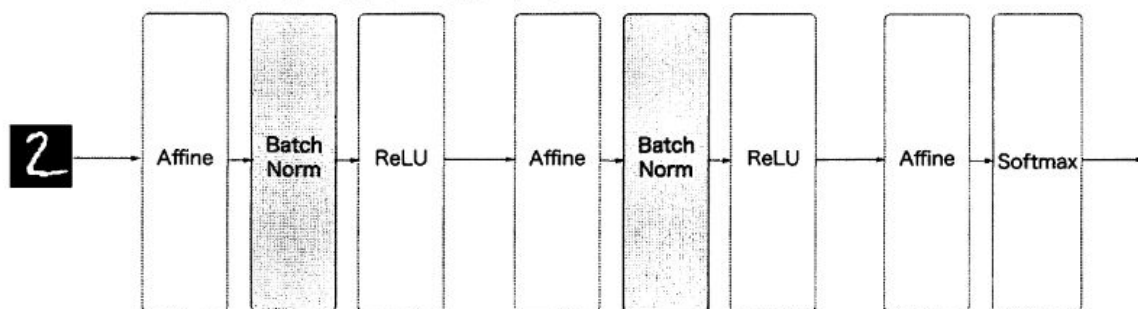 2
Affine
Batch
Norm
ReLU
Affine
Batch
Norm
ReLU
Affine
Softmax